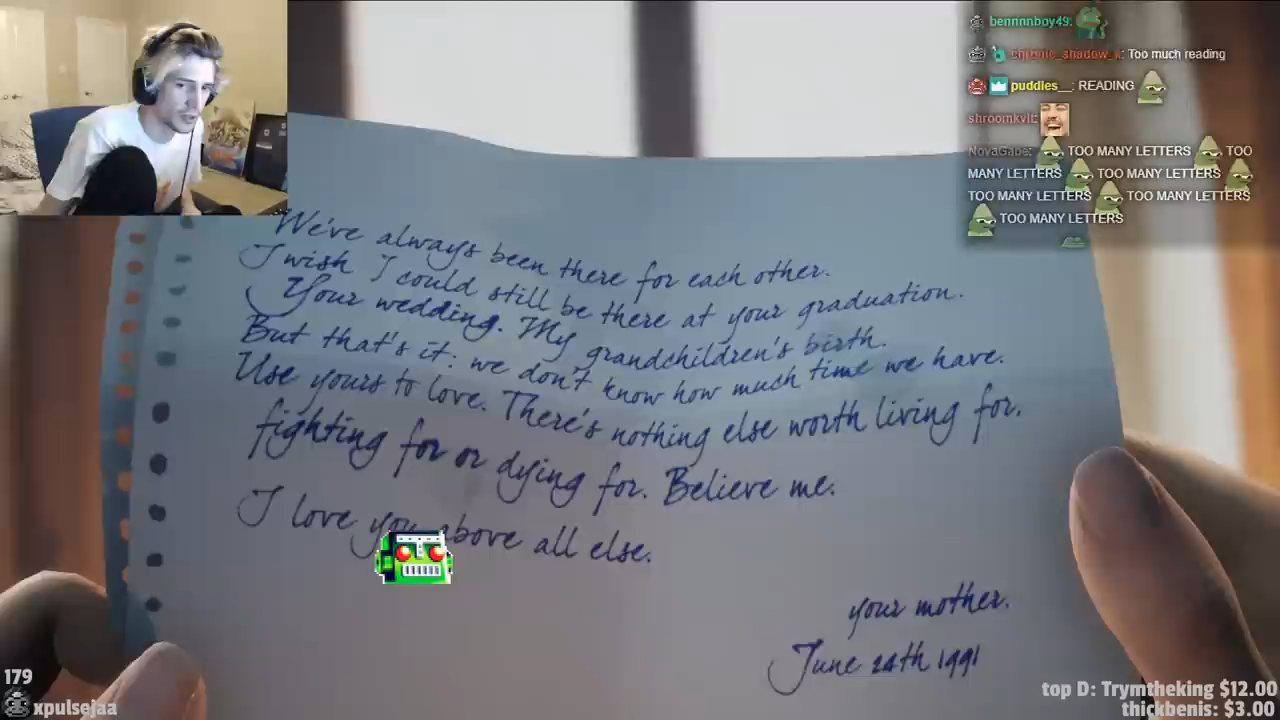 bennnnboy49:
chronic_shadow_x: Too much reading
puddles__: READING
shroomkvlt:
NovaGabe: TOO MANY LETTERS TOO
MANY LETTERS TOO MANY LETTERS
TOO MANY LETTERS TOO MANY LETTERS
TOO MANY LETTERS
We've always been there for each other.
I wish I could still be there at your graduation.
Your wedding. My grandchildren's birth.
But that's it: we don't know how much time we have.
Use yours to love. There's nothing else worth living for.
fighting for or dying for. Believe me.
I love you above all else.
your mother.
June 24th 1991
179
xpulsejaa
top D: Trymtheking $12.00
thickbenis: $3.00